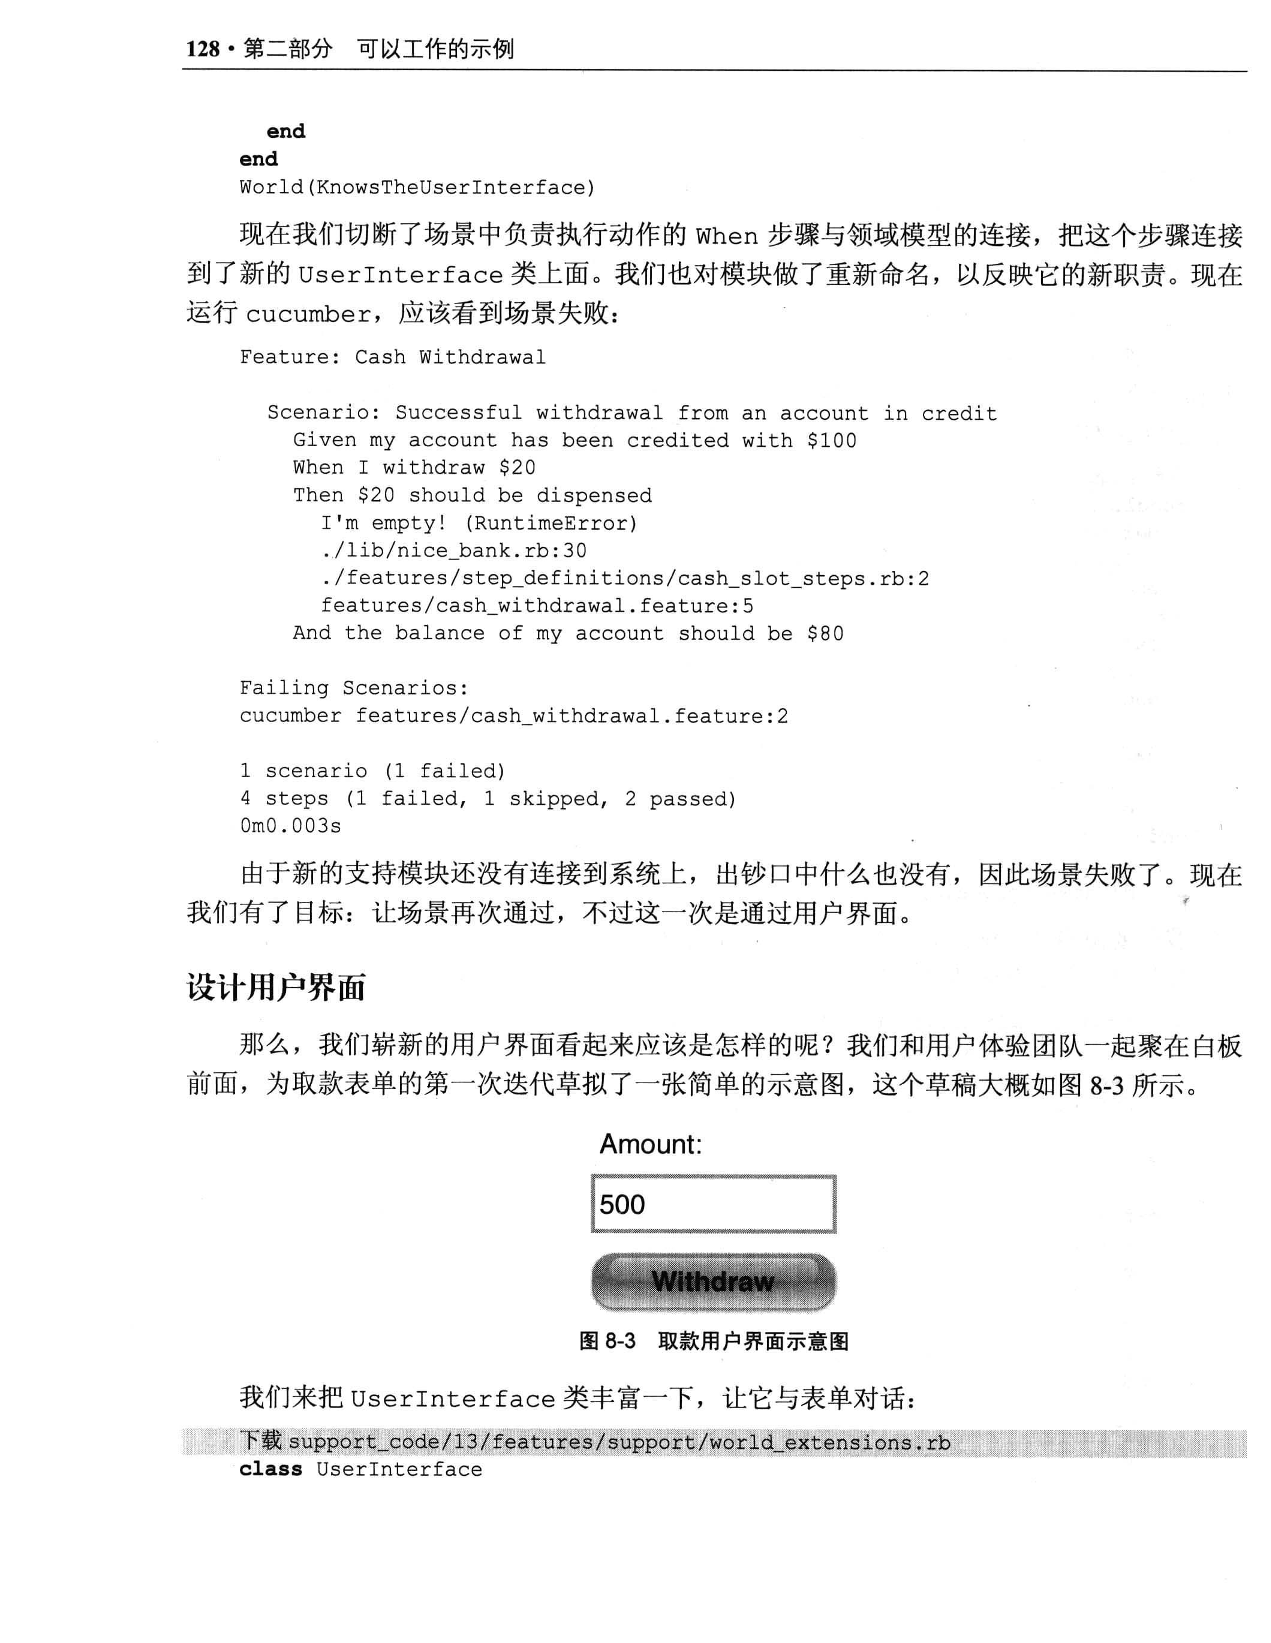 128 • 第二部分 可以工作的示例
end
end
World(KnowsTheUserInterface)
现在我们切断了场景中负责执行动作的 When 步骤与领域模型的连接，把这个步骤连接
到了新的 UserInterface 类上面。我们也对模块做了重新命名，以反映它的新职责。现在
运行 cucumber，应该看到场景失败：
Feature: Cash Withdrawal
Scenario: Successful withdrawal from an account in credit
Given my account has been credited with $100
When I withdraw $20
Then $20 should be dispensed
I'm empty! (RuntimeError)
./lib/nice_bank.rb:30
./features/step_definitions/cash_slot_steps.rb:2
features/cash_withdrawal.feature:5
And the balance of my account should be $80
Failing Scenarios:
cucumber features/cash_withdrawal.feature:2
1 scenario (1 failed)
4 steps (1 failed, 1 skipped, 2 passed)
0m0.003s
由于新的支持模块还没有连接到系统上，出钞口中什么也没有，因此场景失败了。现在
我们有了目标：让场景再次通过，不过这一次是通过用户界面。
设计用户界面
那么，我们崭新的用户界面看起来应该是怎样的呢？我们和用户体验团队一起聚在白板
前面，为取款表单的第一次迭代草拟了一张简单的示意图，这个草稿大概如图 8-3 所示。
Amount:
500
Withdraw
图 8-3 取款用户界面示意图
我们来把 UserInterface 类丰富一下，让它与表单对话：
下载 support_code/13/features/support/world_extensions.rb
class UserInterface